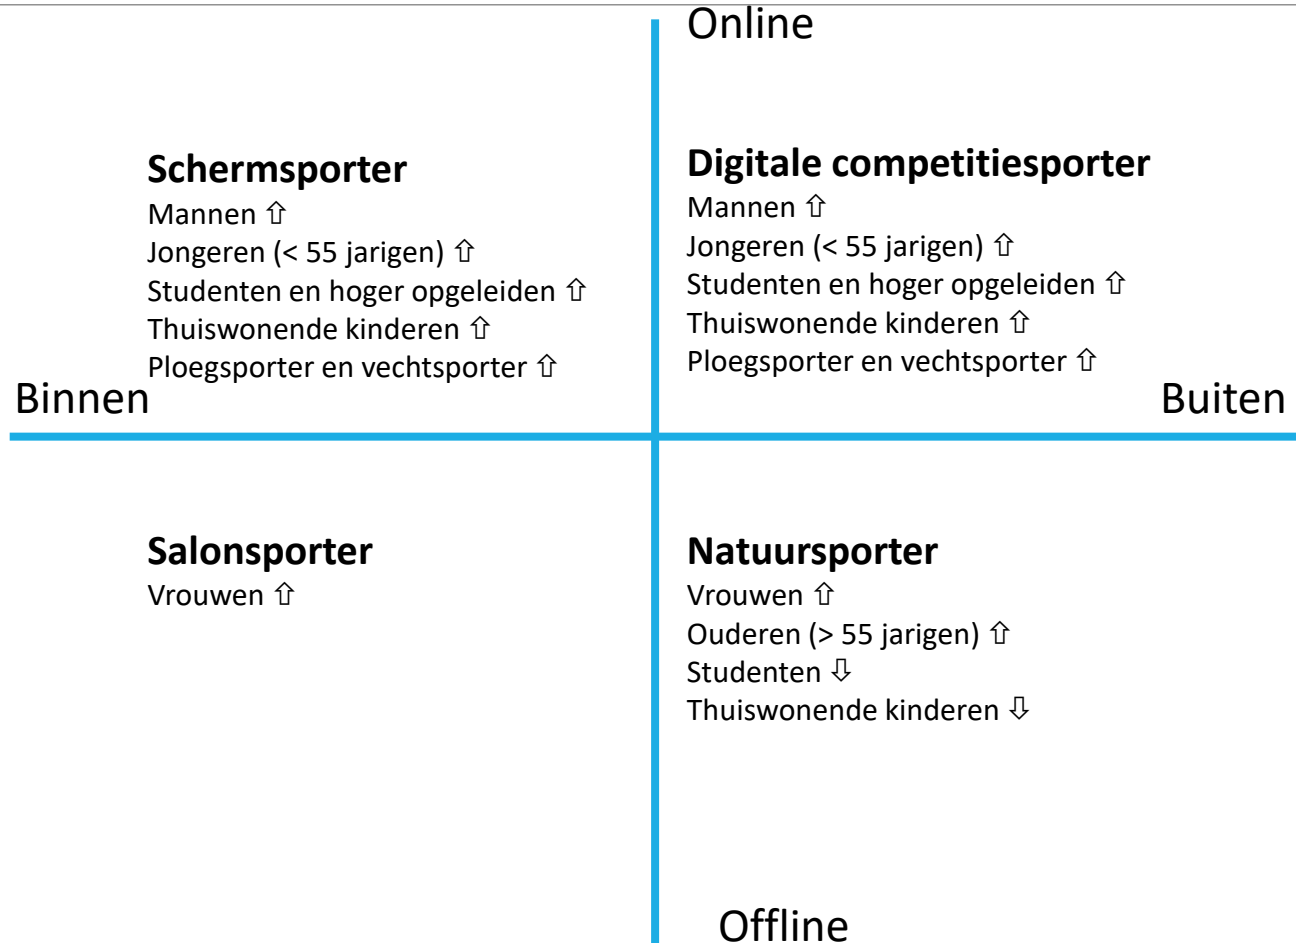 Online
Schermsporter
Mannen ⇧
Jongeren (< 55 jarigen) ⇧
Studenten en hoger opgeleiden ⇧
Thuiswonende kinderen ⇧
Ploegsporter en vechtsporter ⇧
Digitale competitiesporter
Mannen ⇧
Jongeren (< 55 jarigen) ⇧
Studenten en hoger opgeleiden ⇧
Thuiswonende kinderen ⇧
Ploegsporter en vechtsporter ⇧
Binnen
Buiten
Salonsporter
Vrouwen ⇧
Natuursporter
Vrouwen ⇧
Ouderen (> 55 jarigen) ⇧
Studenten ⇩
Thuiswonende kinderen ⇩
Offline